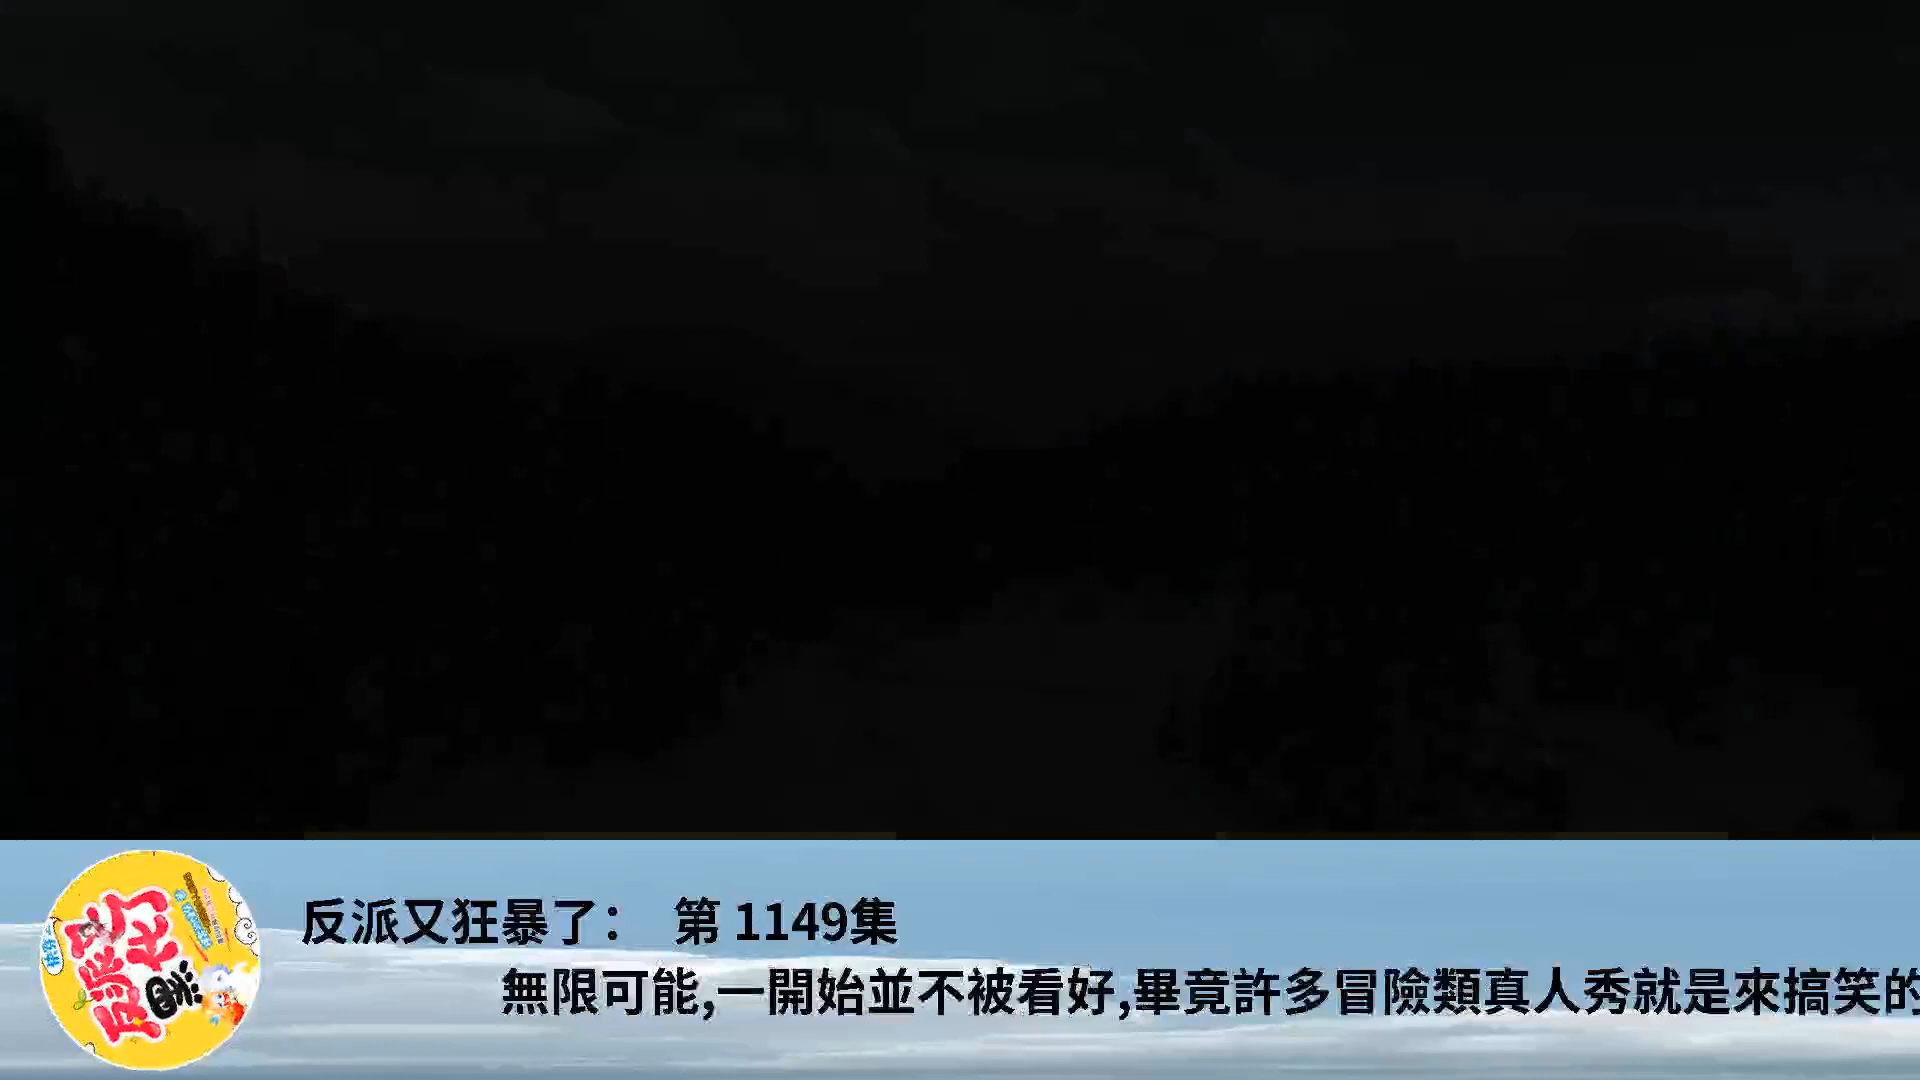 反派又狂暴了： 第 1149集
無限可能,一開始並不被看好,畢竟許多冒險類真人秀就是來搞笑的